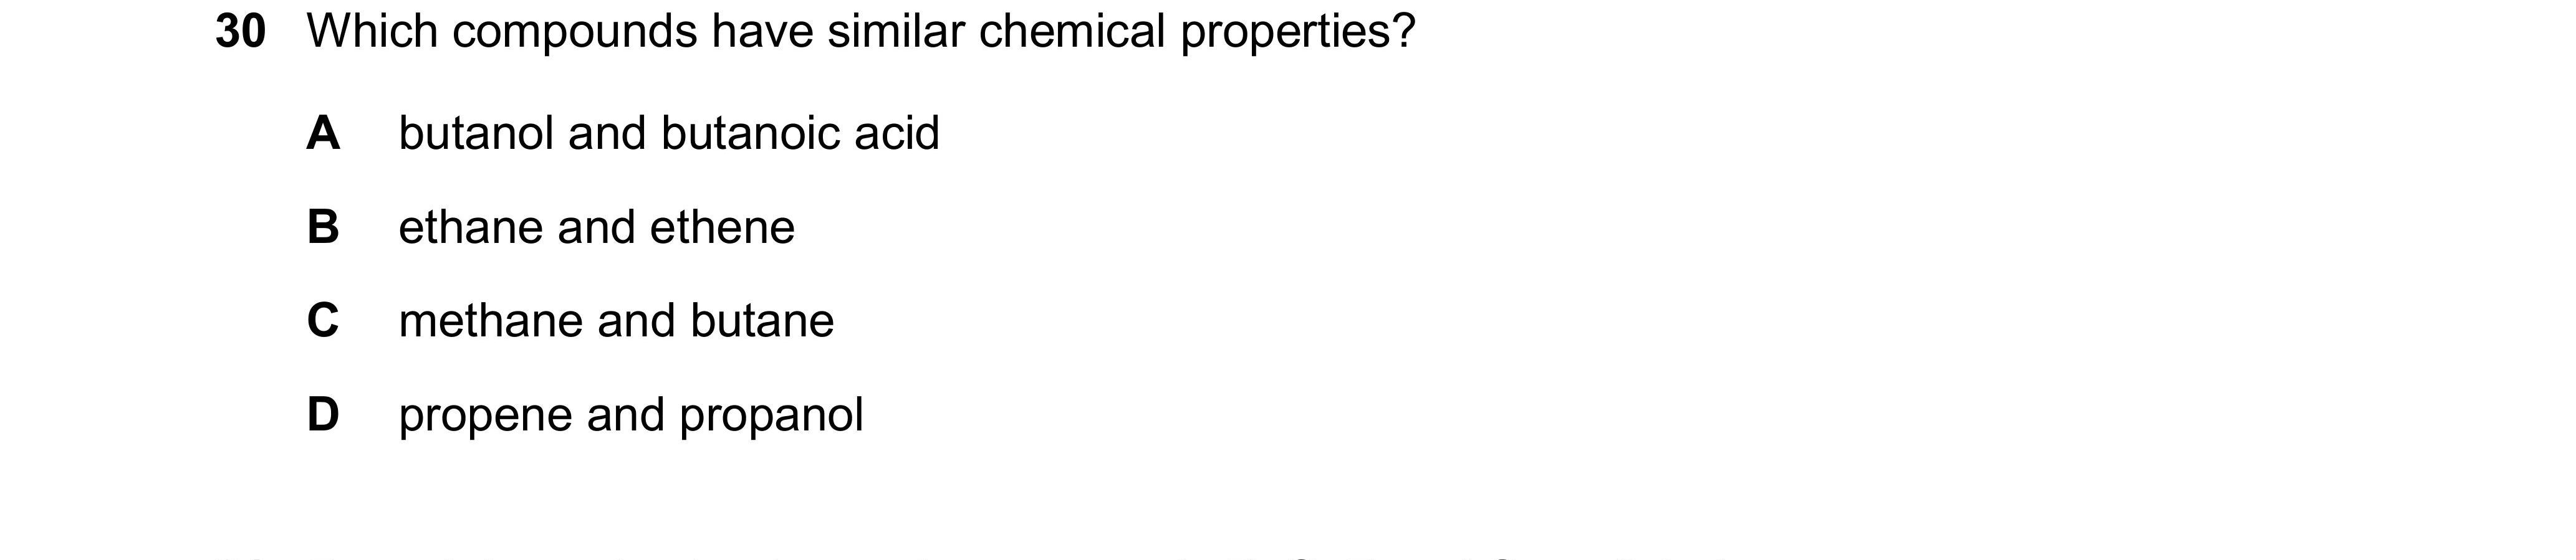 30 Which compounds have similar chemical properties?
A butanol and butanoic acid
B ethane and ethene
C methane and butane
D propene and propanol